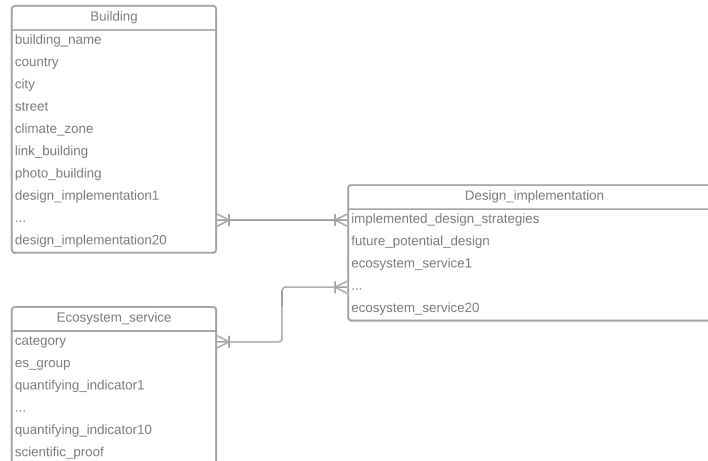 Building
building_name
country
city
street
climate_zone
link_building
photo_building
design_implementation1
...
design_implementation20
Design_implementation
implemented_design_strategies
future_potential_design
ecosystem_service1
...
ecosystem_service20
Ecosystem_service
category
es_group
quantifying_indicator1
...
quantifying_indicator10
scientific_proof